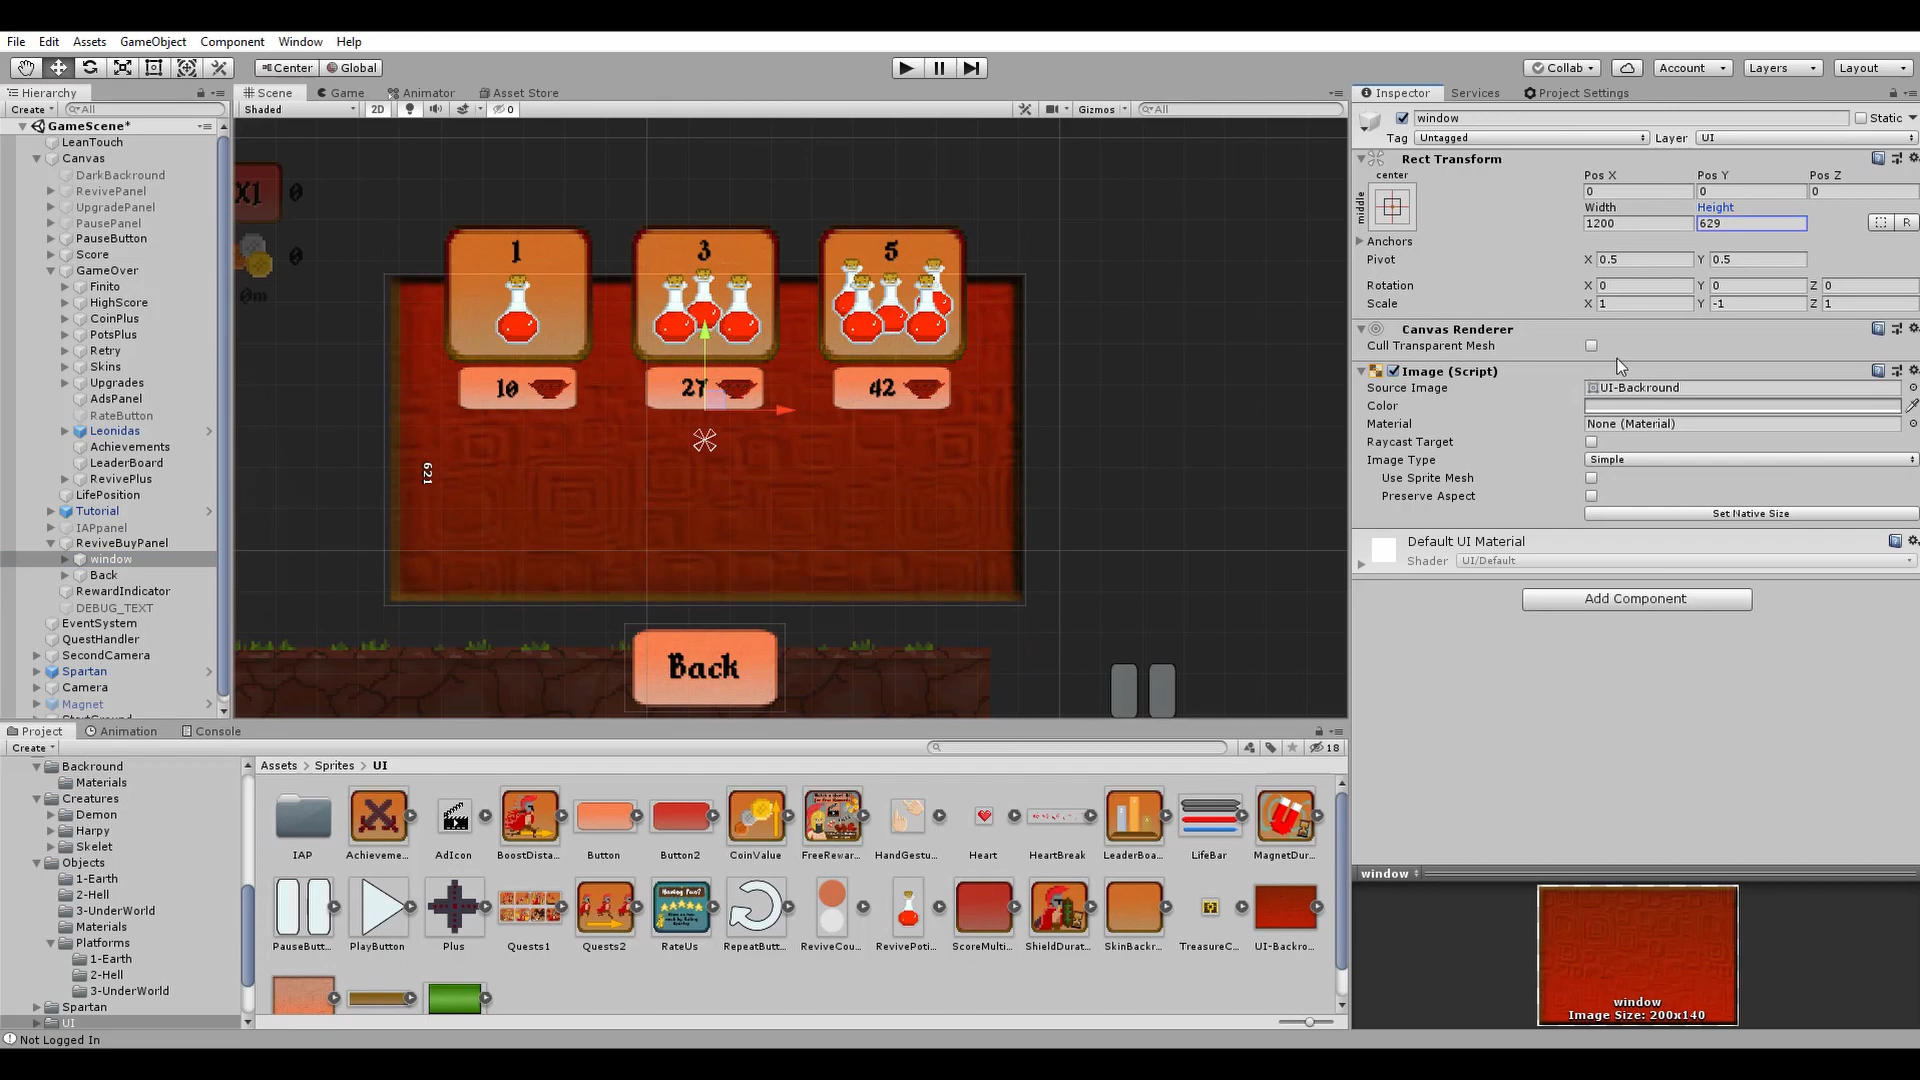 File Edit Assets GameObject Component Window Help
Center Global Collab Account Layers Layout
Hierarchy Scene Game Animator Asset Store Inspector Services Project Settings
Create All Shaded 2D 0 Gizmos All
window Static
Tag Untagged Layer UI
GameScene*
LeanTouch
Canvas
DarkBackround
RevivePanel
UpgradePanel
PausePanel
PauseButton
Score
GameOver
Finito
HighScore
CoinPlus
PotsPlus
Retry
Skins
Upgrades
AdsPanel
RateButton
Leonidas
Achievements
LeaderBoard
RevivePlus
LifePosition
Tutorial
IAPpanel
ReviveBuyPanel
window
Back
RewardIndicator
DEBUG_TEXT
EventSystem
QuestHandler
SecondCamera
Spartan
Camera
Magnet
X1 0
0
0m
1 3 5
10 27 42
621
Back
Rect Transform
center
middle
Pos X Pos Y Pos Z
0 0 0
Width Height
1200 629
R
Anchors
Pivot X 0.5 Y 0.5
Rotation X 0 Y 0 Z 0
Scale X 1 Y -1 Z 1
Canvas Renderer
Cull Transparent Mesh
Image (Script)
Source Image UI-Background
Color
Material None (Material)
Raycast Target
Image Type Simple
Use Sprite Mesh
Preserve Aspect
Set Native Size
Default UI Material
Shader UI/Default
Add Component
Project Animation Console
Create 18
Backround
Materials
Creatures
Demon
Harpy
Skelet
Objects
1-Earth
2-Hell
3-UnderWorld
Materials
Platforms
1-Earth
2-Hell
3-UnderWorld
Spartan
UI
Assets > Sprites > UI
IAP Achieveme... AdIcon BoostDista... Button Button2 CoinValue FreeRewar... HandGestu... Heart HeartBreak LeaderBoa... LifeBar MagnetDur...
PauseButt... PlayButton Plus Quests1 Quests2 RateUs RepeatButt... ReviveCou... RevivePoti... ScoreMulti... ShieldDurat... SkinBackr... TreasureC... UI-Backro...
window
window
Image Size: 200x140
Not Logged In